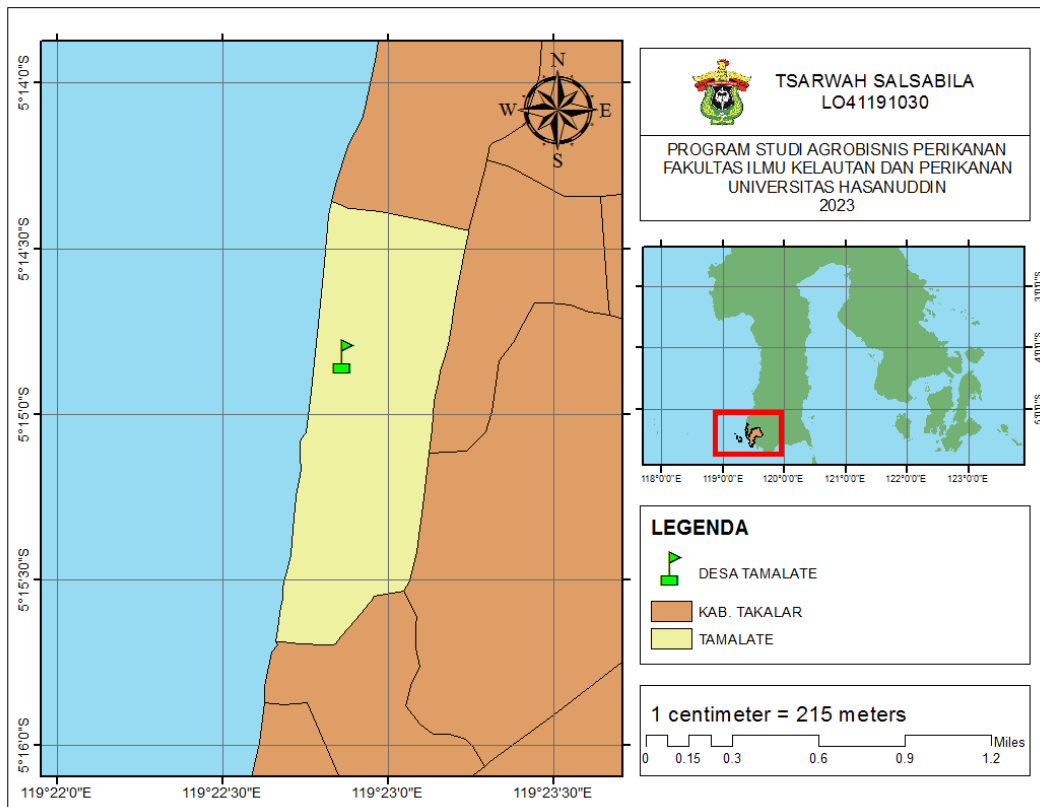 5°14'0"S
5°14'30"S
5°15'0"S
5°15'30"S
5°16'0"S
119°22'0"E
119°22'30"E
119°23'0"E
119°23'30"E
N
W
E
S
TSARWAH SALSABILA
LO41191030
PROGRAM STUDI AGROBISNIS PERIKANAN
FAKULTAS ILMU KELAUTAN DAN PERIKANAN
UNIVERSITAS HASANUDDIN
2023
118°0'0"E
119°0'0"E
120°0'0"E
121°0'0"E
122°0'0"E
123°0'0"E
LEGENDA
DESA TAMALATE
KAB. TAKALAR
TAMALATE
1 centimeter = 215 meters
Miles
0 0.15 0.3 0.6 0.9 1.2